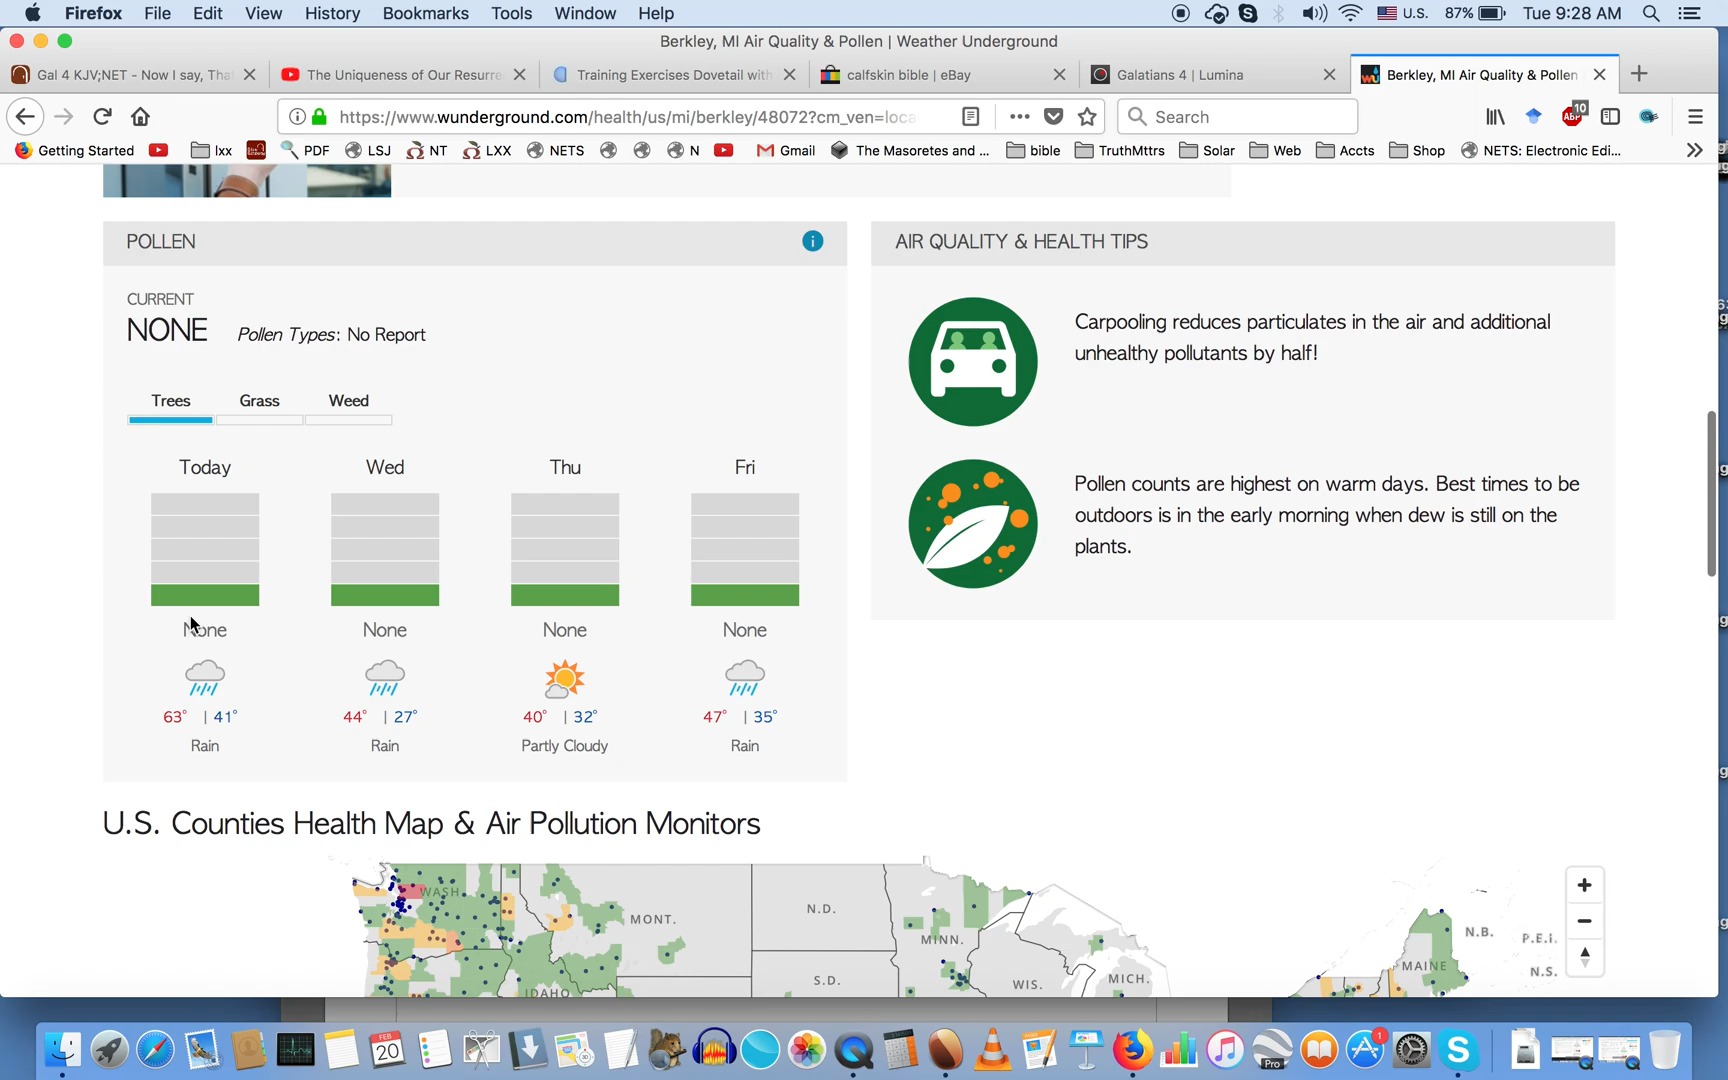 Firefox File Edit View History Bookmarks Tools Window Help U.S. 87% Tue 9:28 AM
Berkley, MI Air Quality & Pollen | Weather Underground
Gal 4 KJV;NET - Now I say, Tha
The Uniqueness of Our Resurre
Training Exercises Dovetail with
calfskin bible | eBay
Galatians 4 | Lumina
Berkley, MI Air Quality & Pollen
https://www.wunderground.com/health/us/mi/berkley/48072?cm_ven=loca
Search
ABP 10
Getting Started lxx PDF LSJ NT LXX NETS N Gmail The Masoretes and ... bible TruthMttrs Solar Web Accts Shop NETS: Electronic Edi...
POLLEN
CURRENT
NONE Pollen Types: No Report
Trees Grass Weed
Today Wed Thu Fri
None None None None
63° | 41° 44° | 27° 40° | 32° 47° | 35°
Rain Rain Partly Cloudy Rain
AIR QUALITY & HEALTH TIPS
Carpooling reduces particulates in the air and additional
unhealthy pollutants by half!
Pollen counts are highest on warm days. Best times to be
outdoors is in the early morning when dew is still on the
plants.
U.S. Counties Health Map & Air Pollution Monitors
WASH MONT. N.D. MINN. N.B. P.E.I.
IDAHO S.D. WIS. MICH. MAINE N.S.
FEB
20
Pro
1